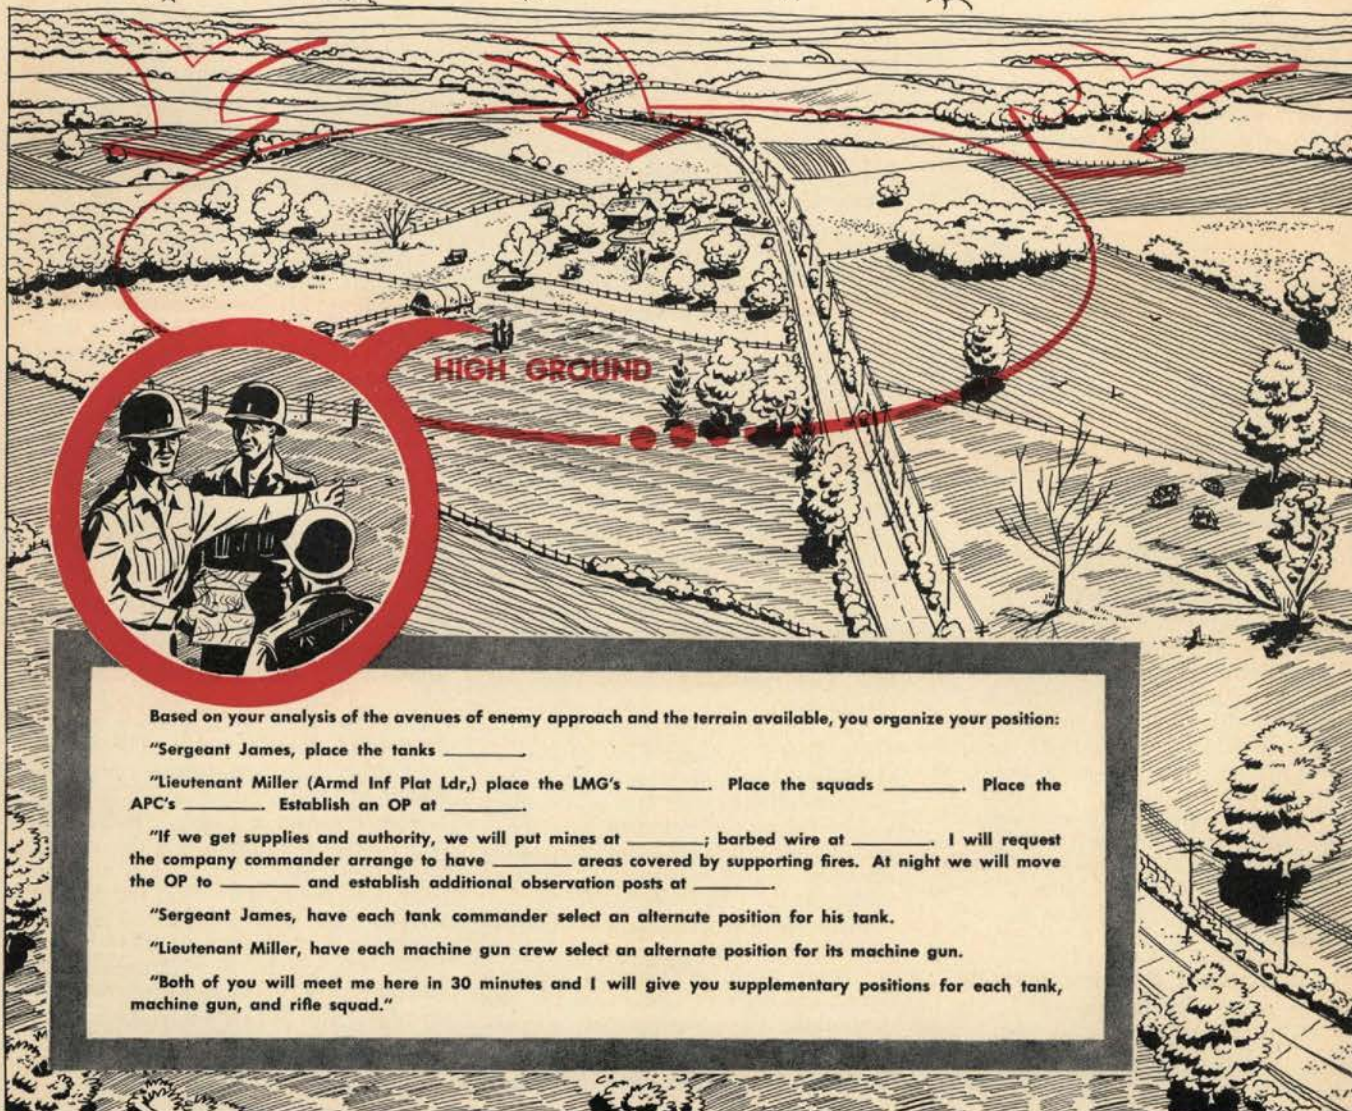 HIGH GROUND
Based on your analysis of the avenues of enemy approach and the terrain available, you organize your position:
"Sergeant James, place the tanks ________.
"Lieutenant Miller (Armd Inf Plat Ldr,) place the LMG's ________. Place the squads ________. Place the
APC's ________. Establish an OP at ________.
"If we get supplies and authority, we will put mines at ________; barbed wire at ________. I will request
the company commander arrange to have ________ areas covered by supporting fires. At night we will move
the OP to ________ and establish additional observation posts at ________.
"Sergeant James, have each tank commander select an alternate position for his tank.
"Lieutenant Miller, have each machine gun crew select an alternate position for its machine gun.
"Both of you will meet me here in 30 minutes and I will give you supplementary positions for each tank,
machine gun, and rifle squad."